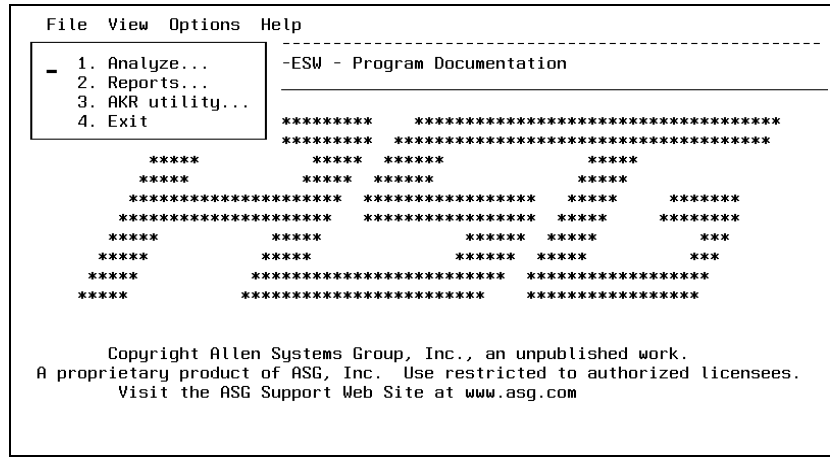 File View Options Help
1. Analyze...
-ESW - Program Documentation
2. Reports...
3. AKR utility...
4. Exit
********* ************************************
********* *************************************
***** ***** ****** *****
***** ***** ****** *****
********************* ***************** ***** *******
********************* ***************** ***** ********
***** ***** ****** ***** ***
***** ***** ****** ***** ***
***** ************************* ******************
***** ************************ *****************
Copyright Allen Systems Group, Inc., an unpublished work.
A proprietary product of ASG, Inc. Use restricted to authorized licensees.
Visit the ASG Support Web Site at www.asg.com